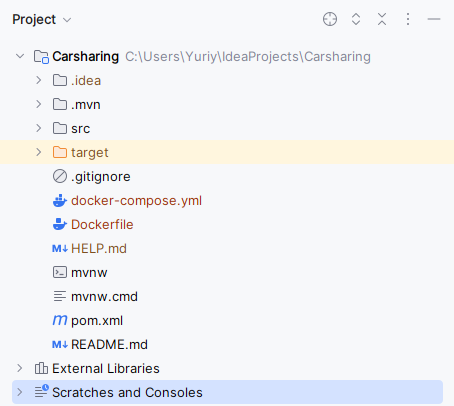 Project
Carsharing C:\Users\Yuriy\IdeaProjects\Carsharing
.idea
.mvn
src
target
.gitignore
docker-compose.yml
Dockerfile
M↓ HELP.md
mvnw
mvnw.cmd
m pom.xml
M↓ README.md
External Libraries
Scratches and Consoles